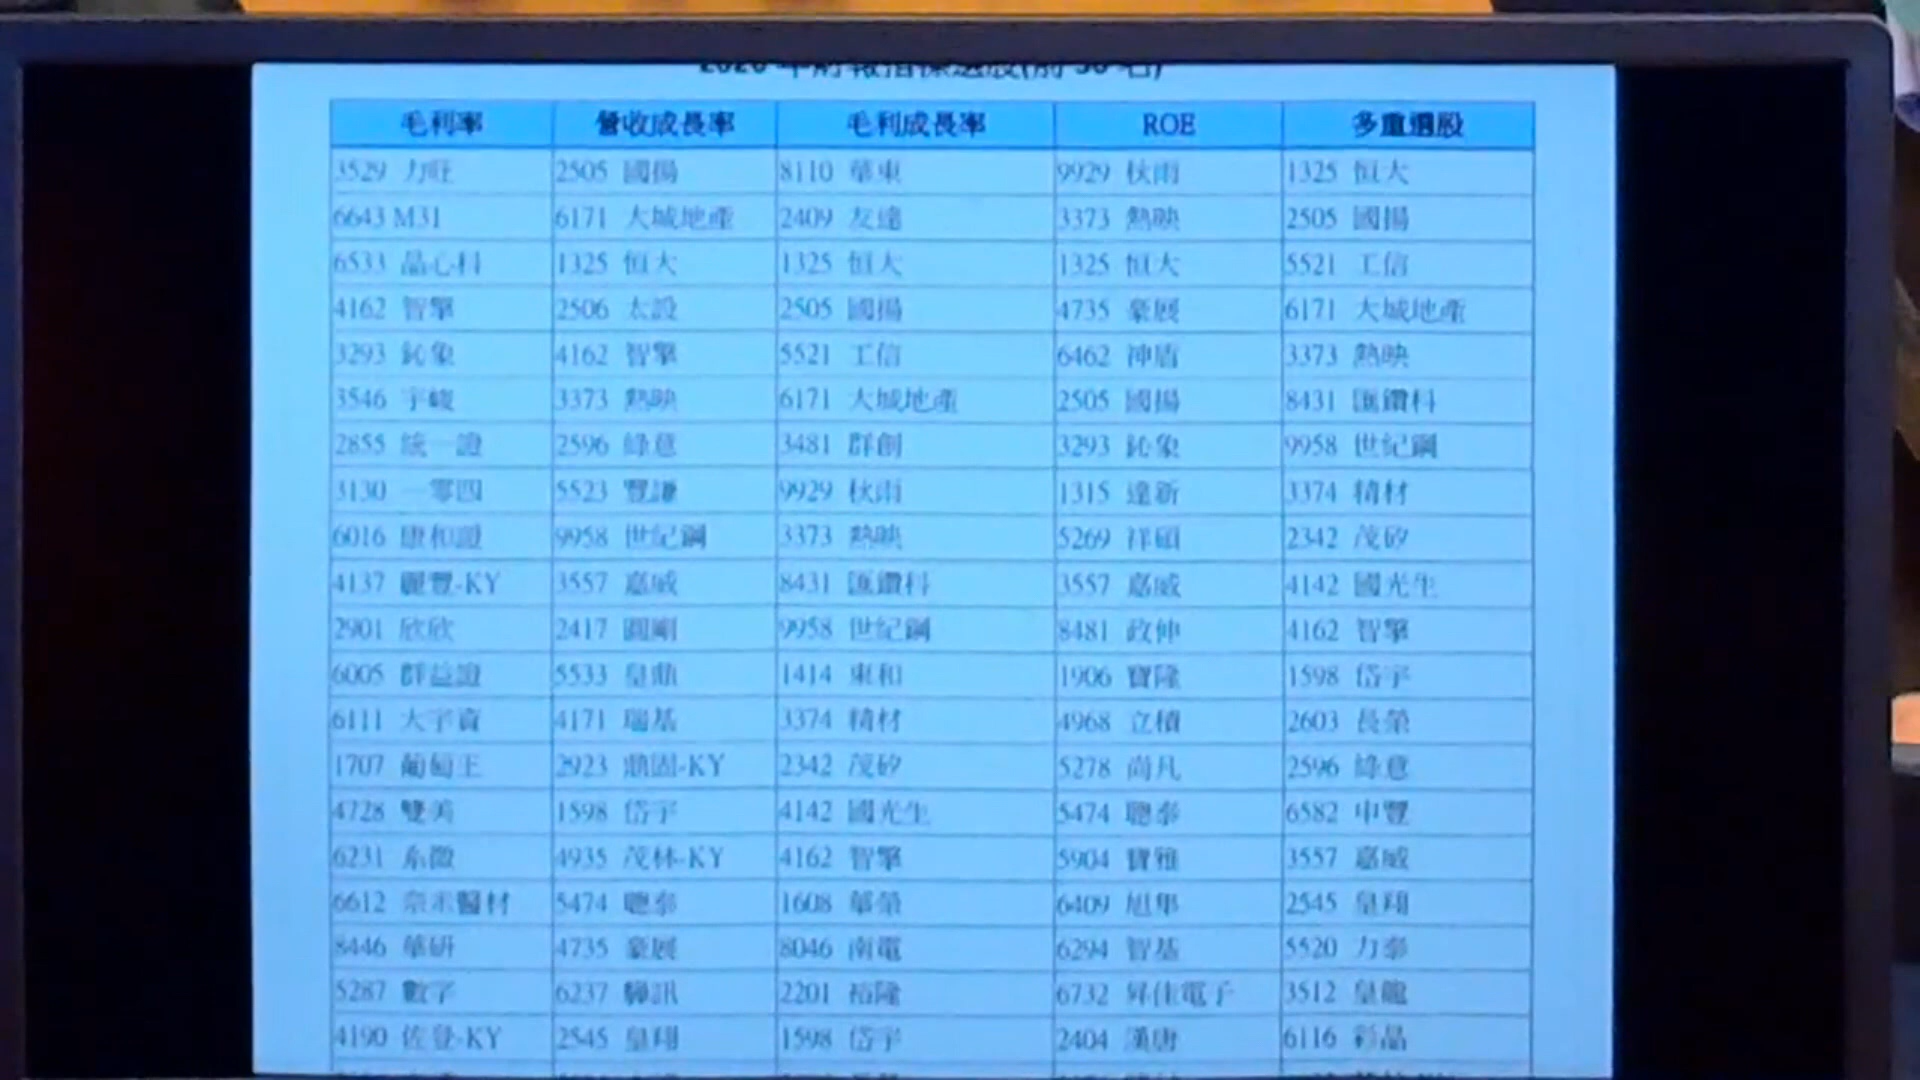 2020 年財報指標選股(前 50 名)
毛利率 營收成長率 毛利成長率 ROE 多重選股
3529 力旺 2505 國揚 8110 華東 9929 秋雨 1325 恒大
6643 M31 6171 大城地產 2409 友達 3373 熱映 2505 國揚
6533 晶心科 1325 恒大 1325 恒大 1325 恒大 5521 工信
4162 智擎 2506 太設 2505 國揚 4735 豪展 6171 大城地產
3293 鈊象 4162 智擎 5521 工信 6462 神盾 3373 熱映
3546 宇峻 3373 熱映 6171 大城地產 2505 國揚 8431 匯鑽科
2855 統一證 2596 綠意 3481 群創 3293 鈊象 9958 世紀鋼
3130 一零四 5523 豐謙 9929 秋雨 1315 達新 3374 精材
6016 康和證 9958 世紀鋼 3373 熱映 5269 祥碩 2342 茂矽
4137 麗豐-KY 3557 嘉威 8431 匯鑽科 3557 嘉威 4142 國光生
2901 欣欣 2417 圓剛 9958 世紀鋼 8481 政伸 4162 智擎
6005 群益證 5533 皇鼎 1414 東和 1906 寶隆 1598 岱宇
6111 大宇資 4171 瑞基 3374 精材 4968 立積 2603 長榮
1707 葡萄王 2923 鼎固-KY 2342 茂矽 5278 尚凡 2596 綠意
4728 雙美 1598 岱宇 4142 國光生 5474 聰泰 6582 申豐
6231 系微 4935 茂林-KY 4162 智擎 5904 寶雅 3557 嘉威
6612 奈米醫材 5474 聰泰 1608 華榮 6409 旭隼 2545 皇翔
8446 華研 4735 豪展 8046 南電 6294 智基 5520 力泰
5287 數字 6237 驊訊 2201 裕隆 6732 昇佳電子 3512 皇龍
4190 佐登-KY 2545 皇翔 1598 岱宇 2404 漢唐 6116 彩晶